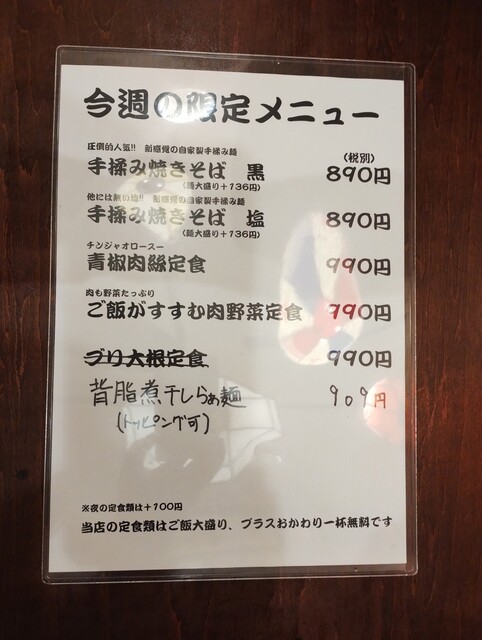 今週の限定メニュー
(税別)
圧倒的人気!! 新感覚の自家製手揉み麺
手揉み焼きそば 黒 890円
(麺大盛り+136円)
他には無い塩!! 新感覚の自家製手揉み麺
手揉み焼きそば 塩 890円
(麺大盛り+136円)
チンジャオロースー
青椒肉絲定食 990円
肉も野菜たっぷり
ご飯がすすむ肉野菜定食 990円
ブリ大根定食 990円
背脂煮干しらぁ麺 909円
(トッピング可)
※夜の定食類は+100円
当店の定食類はご飯大盛り、プラスおかわり一杯無料です